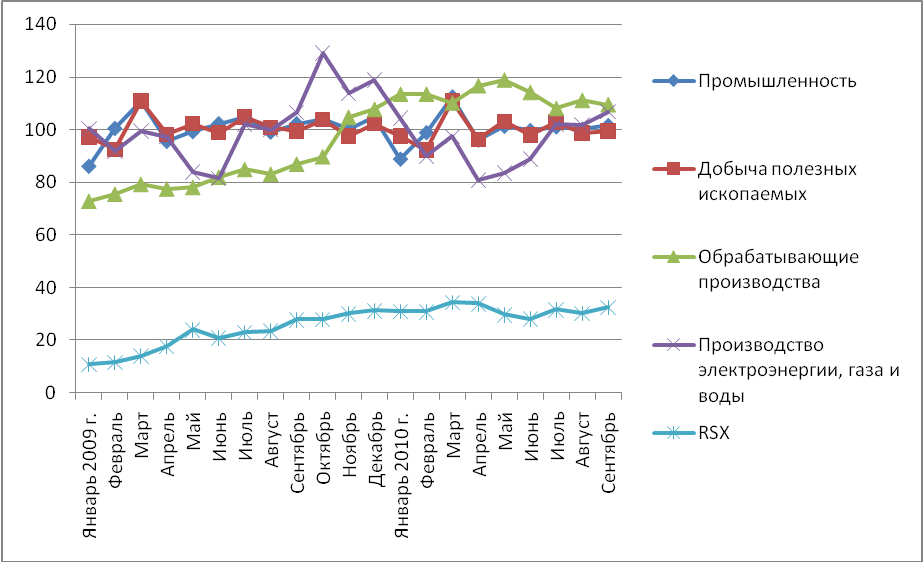 140
120
100
80
60
40
20
0
Январь 2009 г.
Февраль
Март
Апрель
Май
Июнь
Июль
Август
Сентябрь
Октябрь
Ноябрь
Декабрь
Январь 2010 г.
Февраль
Март
Апрель
Май
Июнь
Июль
Август
Сентябрь
Промышленность
Добыча полезных
ископаемых
Обрабатывающие
производства
Производство
электроэнергии, газа и
воды
RSX